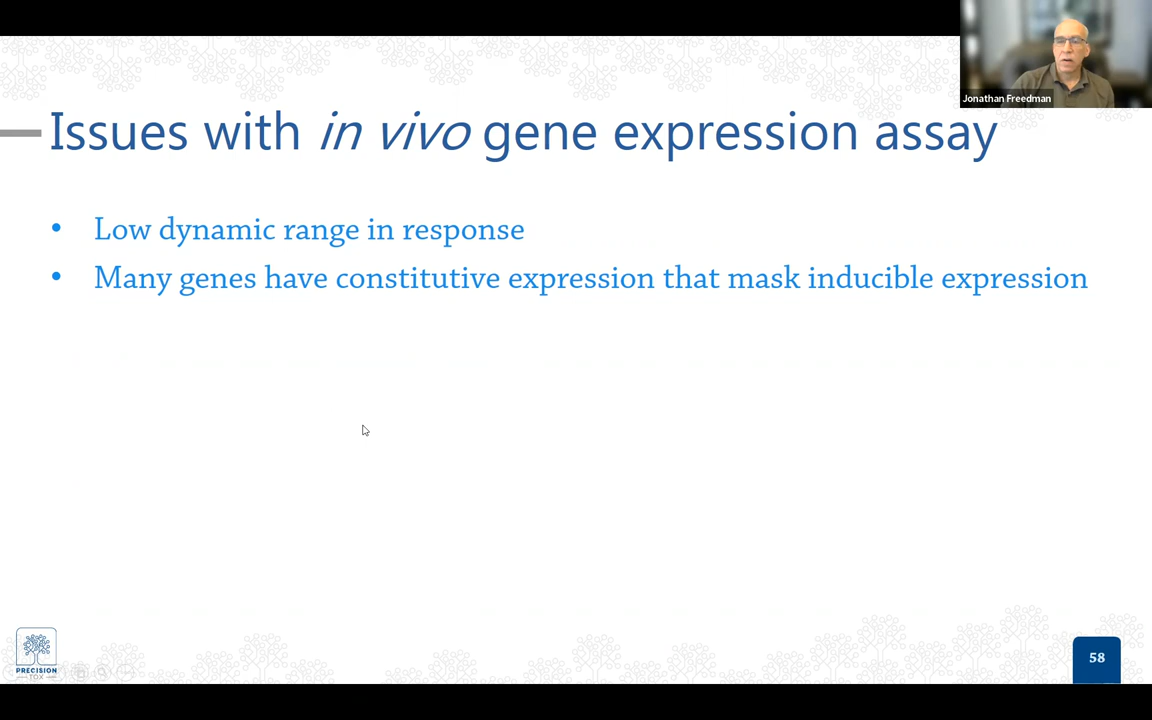 Jonathan Freedman
Issues with in vivo gene expression assay
• Low dynamic range in response
• Many genes have constitutive expression that mask inducible expression
PRECISION
TOX
58